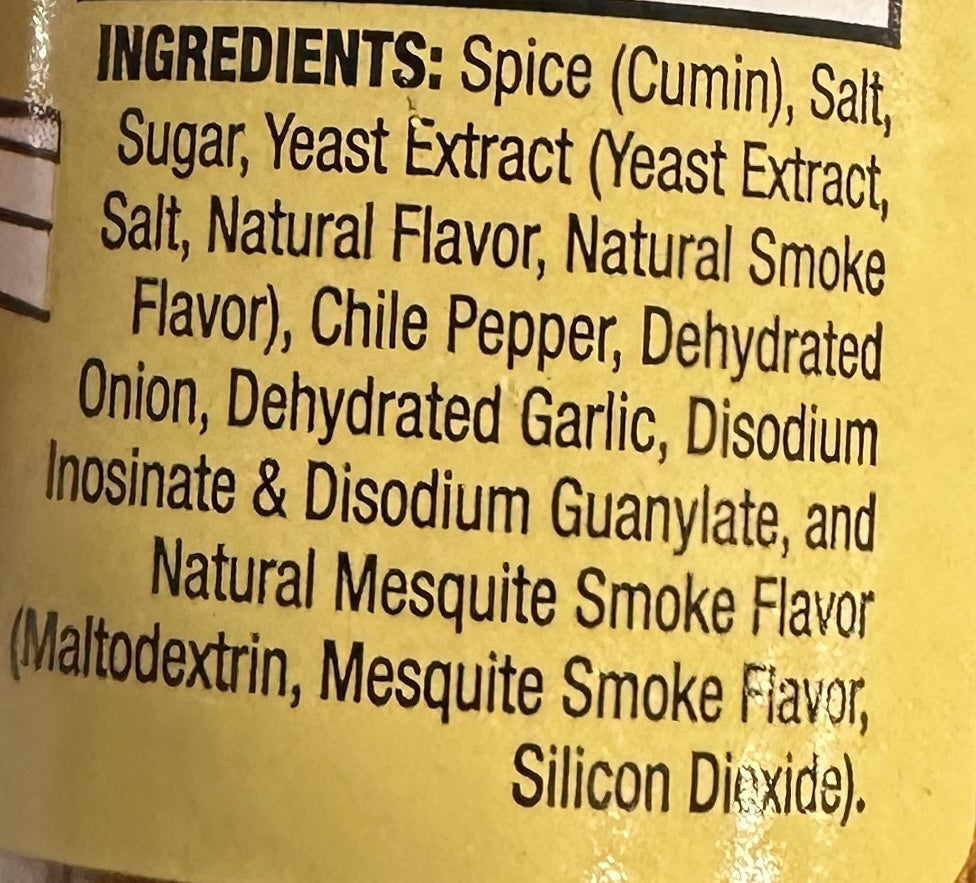 INGREDIENTS: Spice (Cumin), Salt,
Sugar, Yeast Extract (Yeast Extract,
Salt, Natural Flavor, Natural Smoke
Flavor), Chile Pepper, Dehydrated
Onion, Dehydrated Garlic, Disodium
Inosinate & Disodium Guanylate, and
Natural Mesquite Smoke Flavor
(Maltodextrin, Mesquite Smoke Flavor,
Silicon Dioxide).